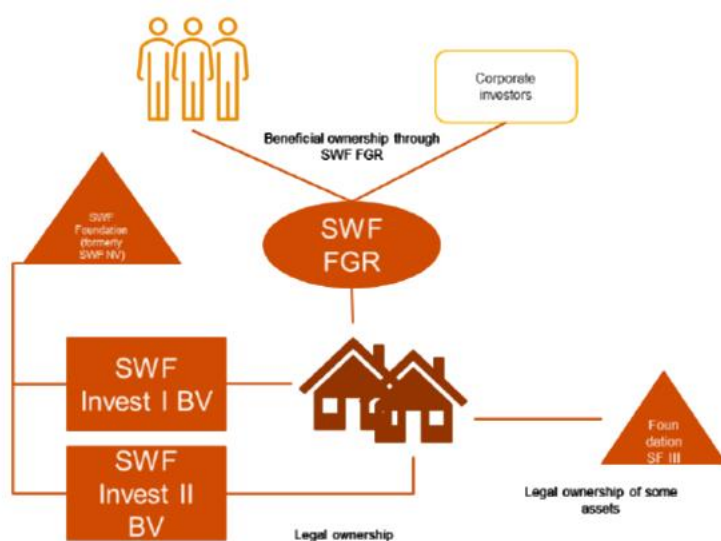 Corporate
investors
Beneficial ownership through
SWF FGR
SWF
Foundation
(formerly
SWF NV)
SWF
FGR
SWF
Invest I BV
SWF
Invest II
BV
Foun
dation
SF III
Legal ownership of some
assets
Legal ownership